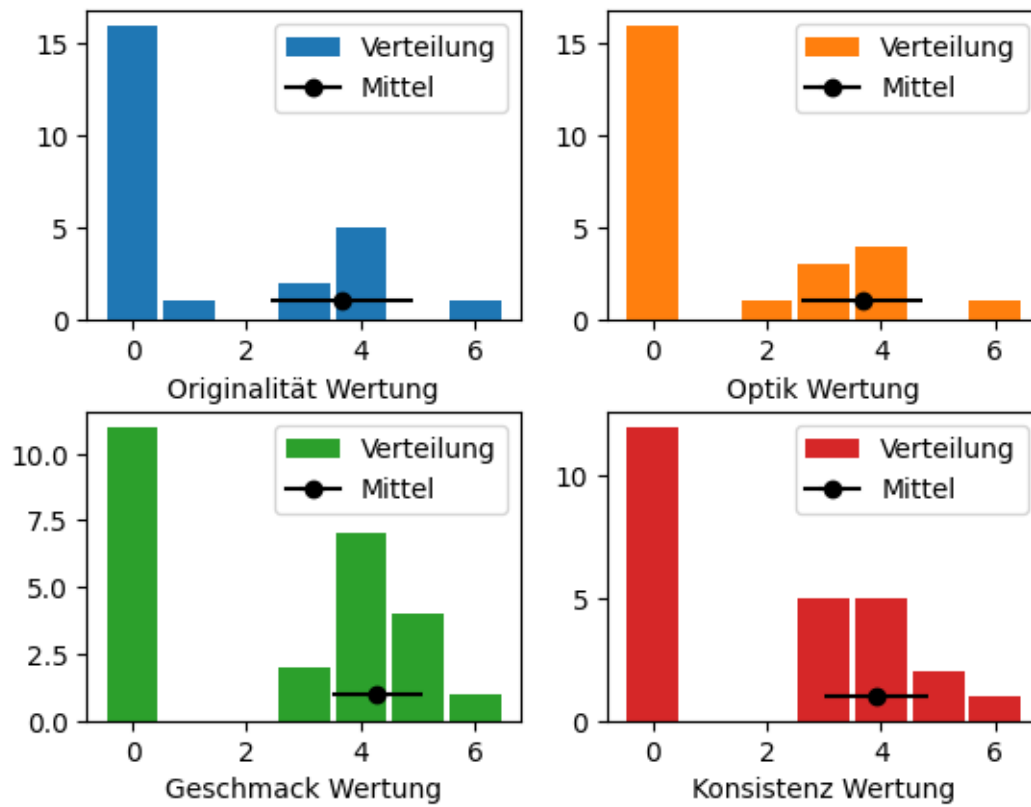 15
10
5
0
Verteilung
Mittel
0 2 4 6
Originalität Wertung
15
10
5
0
Verteilung
Mittel
0 2 4 6
Optik Wertung
10.0
7.5
5.0
2.5
0.0
Verteilung
Mittel
0 2 4 6
Geschmack Wertung
10
5
0
Verteilung
Mittel
0 2 4 6
Konsistenz Wertung